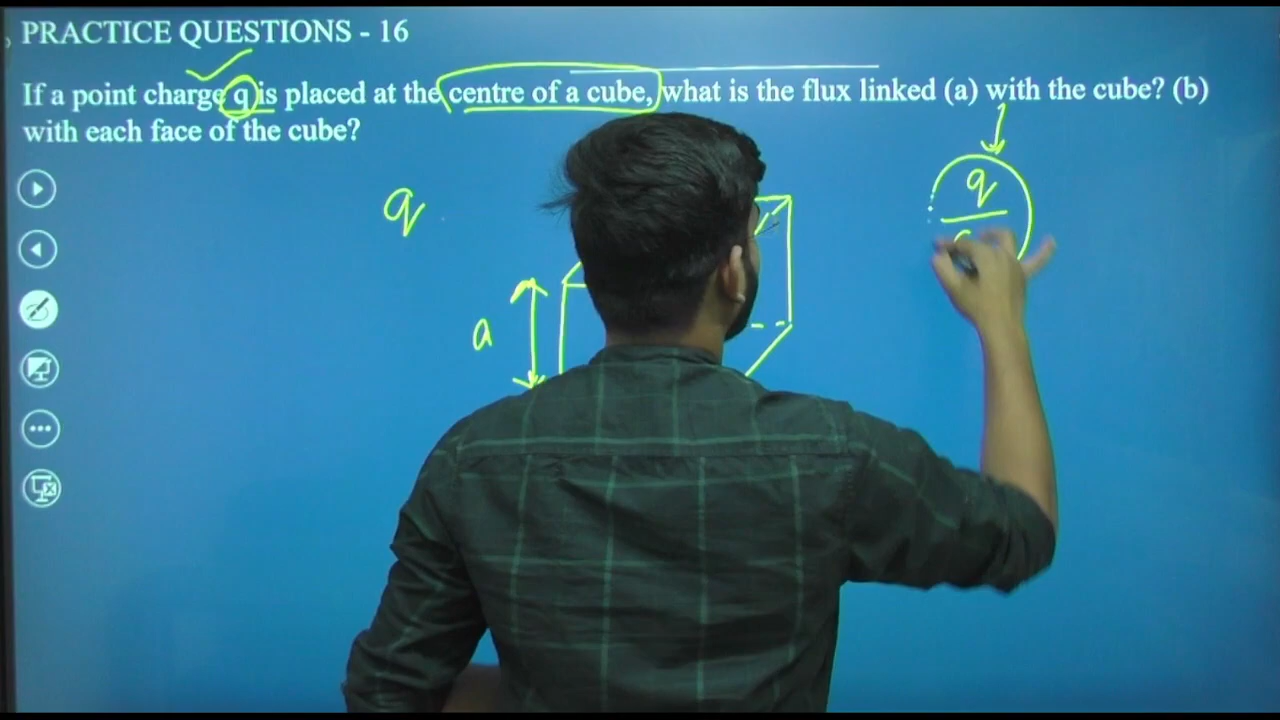 PRACTICE QUESTIONS - 16
If a point charge q is placed at the centre of a cube, what is the flux linked (a) with the cube? (b)
with each face of the cube?
q
q
a